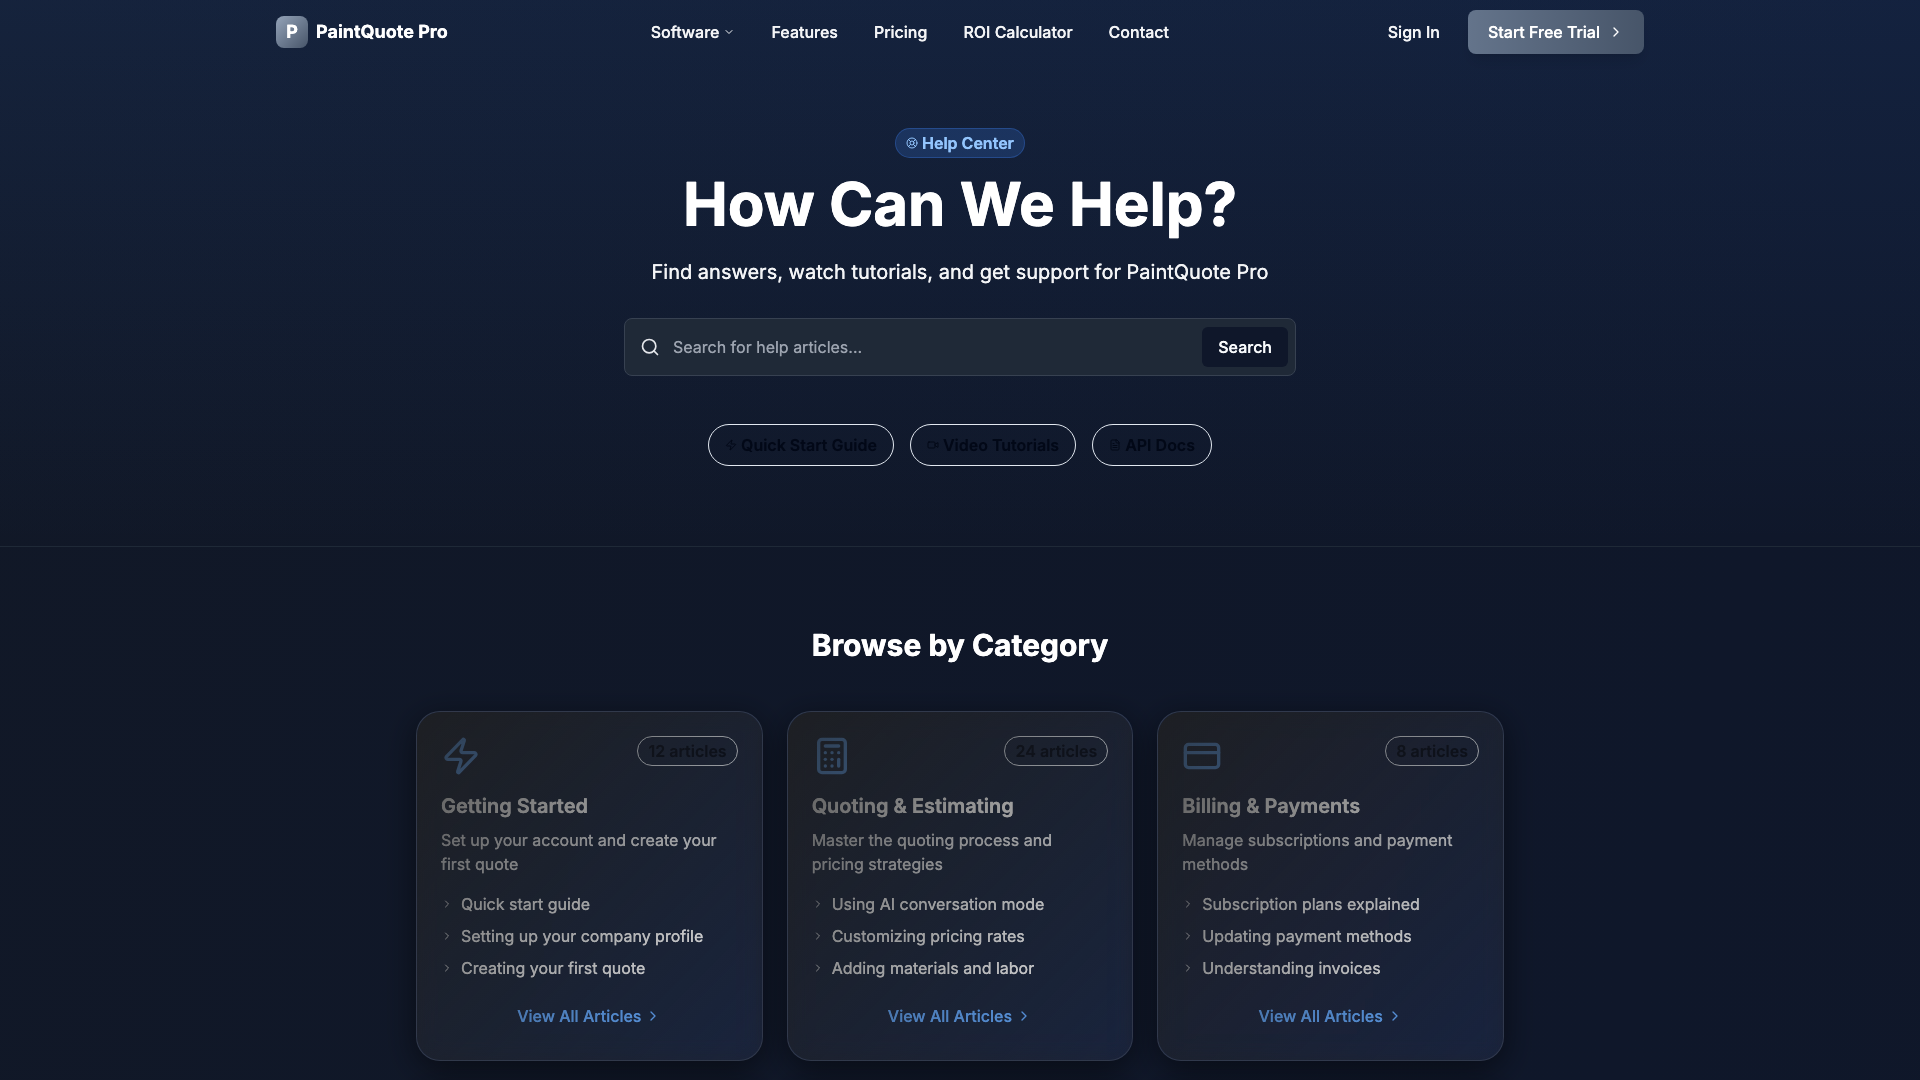 P PaintQuote Pro
Software Features Pricing ROI Calculator Contact
Sign In Start Free Trial
Help Center
How Can We Help?
Find answers, watch tutorials, and get support for PaintQuote Pro
Search for help articles...
Search
Quick Start Guide Video Tutorials API Docs
Browse by Category
12 articles
Getting Started
Set up your account and create your
first quote
Quick start guide
Setting up your company profile
Creating your first quote
View All Articles
24 articles
Quoting & Estimating
Master the quoting process and
pricing strategies
Using AI conversation mode
Customizing pricing rates
Adding materials and labor
View All Articles
8 articles
Billing & Payments
Manage subscriptions and payment
methods
Subscription plans explained
Updating payment methods
Understanding invoices
View All Articles